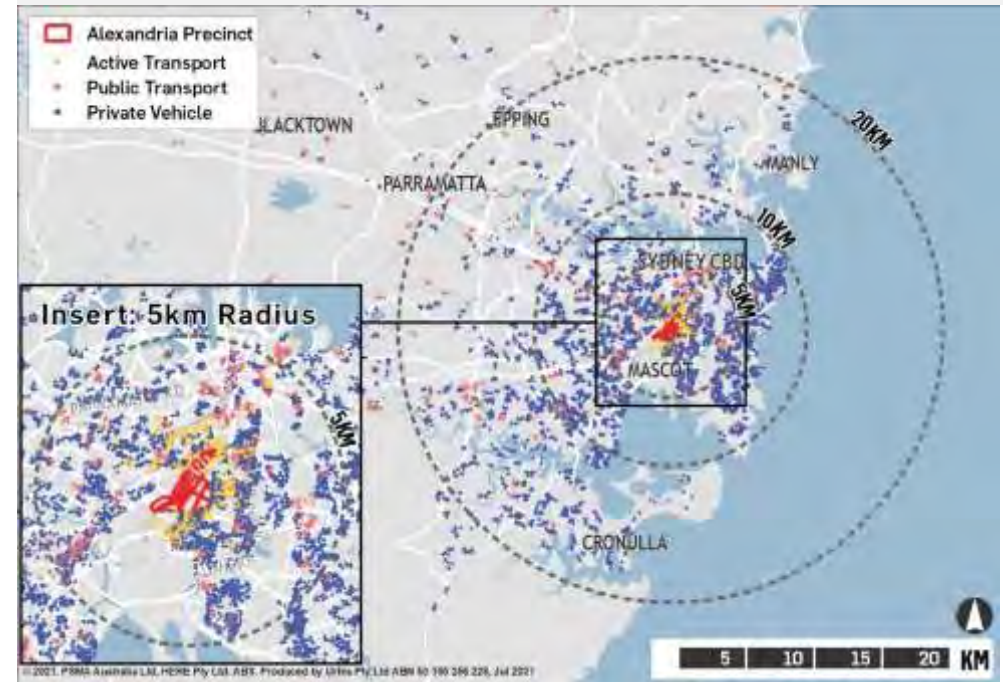 Alexandria Precinct
Active Transport
Public Transport
Private Vehicle
BLACKTOWN
EPPING
20KM
MANLY
PARRAMATTA
10KM
SYDNEY CBD
5KM
MASCOT
CRONULLA
Insert: 5km Radius
5KM
5 10 15 20 KM
© 2021. PSMA Australia Ltd, HERE Pty Ltd. ABS. Produced by Urbis Pty Ltd ABN 50 105 256 228, Jul 2021